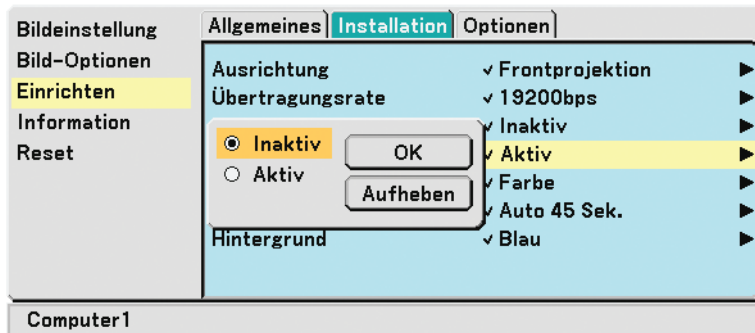 Bildeinstellung
Bild-Optionen
Einrichten
Information
Reset
Allgemeines Installation Optionen
Ausrichtung ✓ Frontprojektion ▶
Übertragungsrate ✓ 19200bps ▶
✓ Inaktiv ▶
✓ Aktiv ▶
✓ Farbe ▶
✓ Auto 45 Sek. ▶
Hintergrund ✓ Blau ▶
Inaktiv OK
Aktiv Aufheben
Computer1